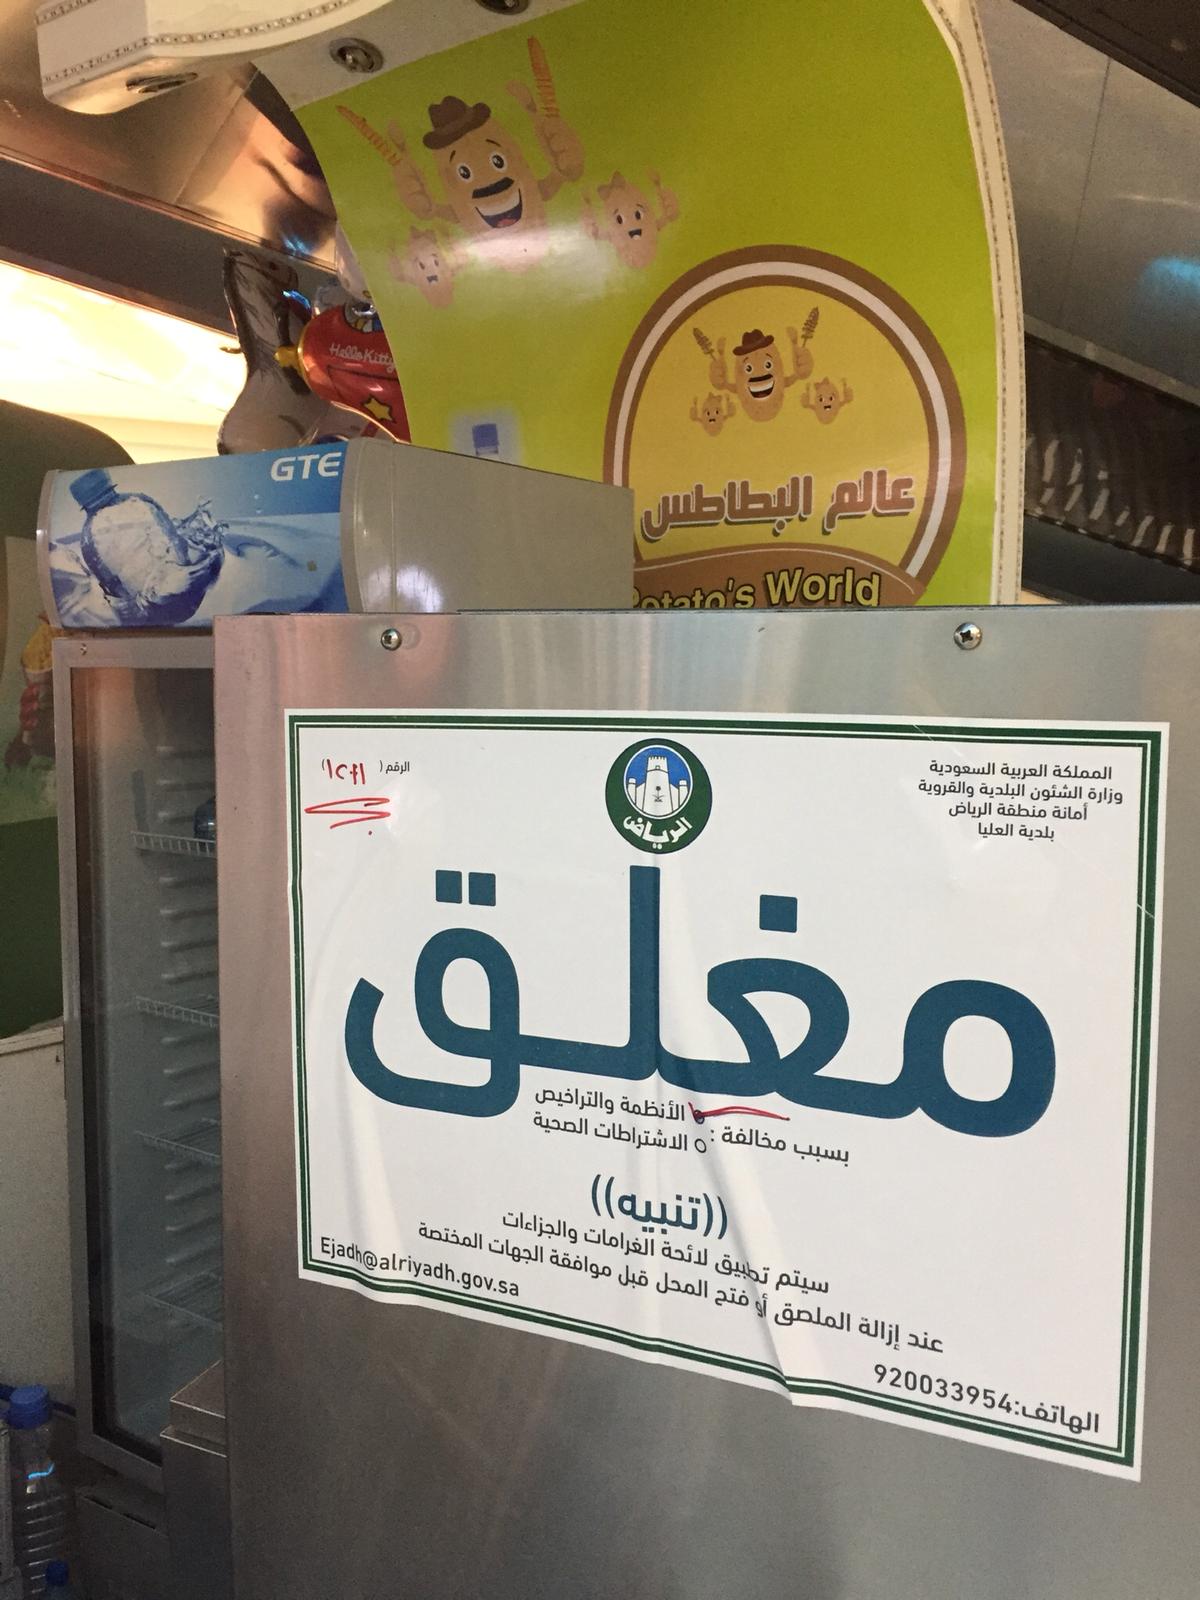 Hello Kitty
GTE
عالم البطاطس
Potato's World
المملكة العربية السعودية
وزارة الشئون البلدية والقروية
أمانة منطقة الرياض
بلدية العليا
الرياض
الرقم ( )
مغلق
بسبب مخالفة :
الأنظمة والتراخيص
الاشتراطات الصحية
((تنبيه))
سيتم تطبيق لائحة الغرامات والجزاءات
عند إزالة الملصق أو فتح المحل قبل موافقة الجهات المختصة
Ejadh@alriyadh.gov.sa
الهاتف:920033954